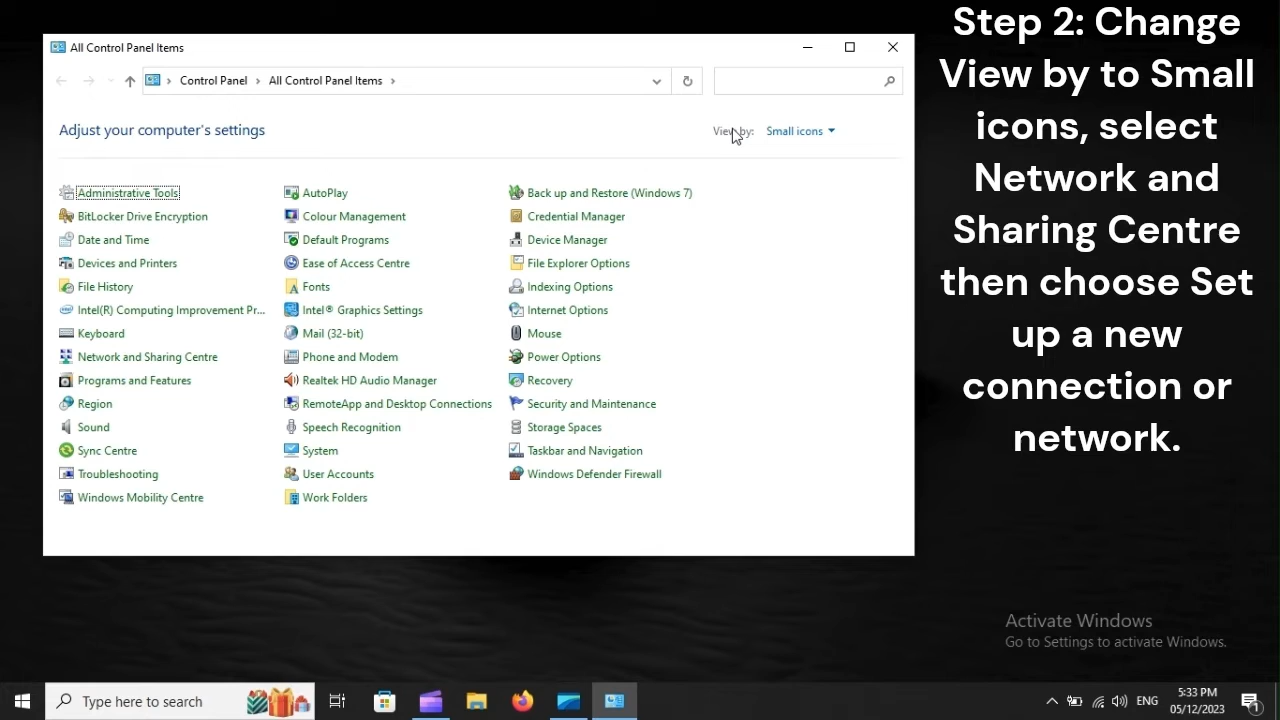 All Control Panel Items
Control Panel
All Control Panel Items
Adjust your computer's settings
View by:
Small icons
Administrative Tools
AutoPlay
Back up and Restore (Windows 7)
BitLocker Drive Encryption
Colour Management
Credential Manager
Date and Time
Default Programs
Device Manager
Devices and Printers
Ease of Access Centre
File Explorer Options
File History
Fonts
Indexing Options
Intel(R) Computing Improvement Pr...
Intel® Graphics Settings
Internet Options
Keyboard
Mail (32-bit)
Mouse
Network and Sharing Centre
Phone and Modem
Power Options
Programs and Features
Realtek HD Audio Manager
Recovery
Region
RemoteApp and Desktop Connections
Security and Maintenance
Sound
Speech Recognition
Storage Spaces
Sync Centre
System
Taskbar and Navigation
Troubleshooting
User Accounts
Windows Defender Firewall
Windows Mobility Centre
Work Folders
Step 2: Change
View by to Small
icons, select
Network and
Sharing Centre
then choose Set
up a new
connection or
network.
Activate Windows
Go to Settings to activate Windows.
Type here to search
ENG
5:33 PM
05/12/2023
1